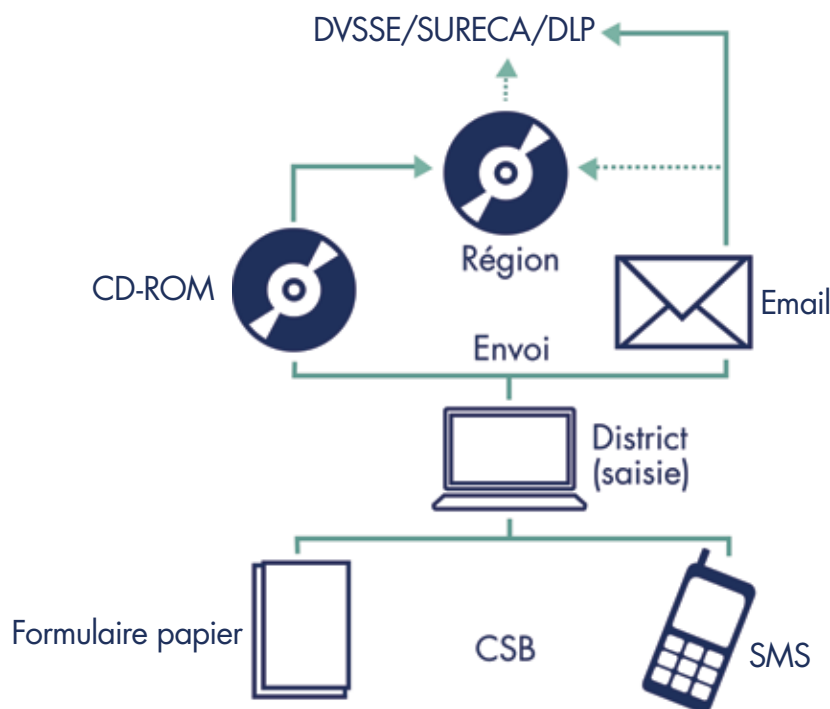 DVSSE/SURECA/DLP
Région
CD-ROM
Email
Envoi
District
(saisie)
Formulaire papier
CSB
SMS